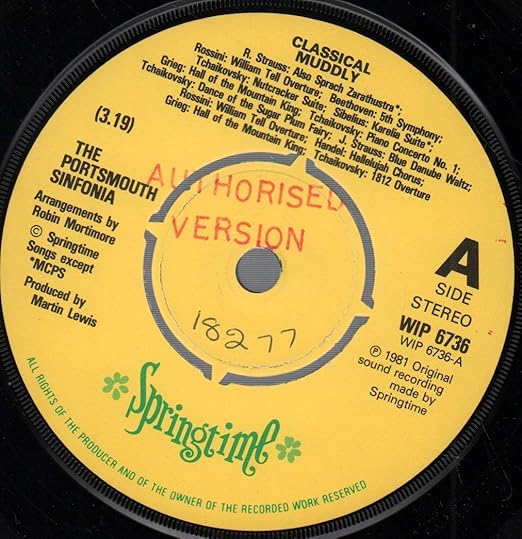 CLASSICAL
MUDDLY
R. Strauss: Also Sprach Zarathustra*;
Rossini: William Tell Overture; Beethoven: 5th Symphony;
Tchaikovsky: Nutcracker Suite; Sibelius: Karelia Suite*;
Grieg: Hall of the Mountain King; Tchaikovsky: Piano Concerto No. 1;
Tchaikovsky: Dance of the Sugar Plum Fairy; J. Strauss: Blue Danube Waltz;
Rossini: William Tell Overture; Handel: Hallelujah Chorus;
Grieg: Hall of the Mountain King; Tchaikovsky: 1812 Overture
(3.19)
THE
PORTSMOUTH
SINFONIA
Arrangements by
Robin Mortimore
© Springtime
Songs except
*MCPS
Produced by
Martin Lewis
AUTHORISED
VERSION
18277
A
SIDE
STEREO
WIP 6736
WIP 6736-A
℗ 1981 Original
sound recording
made by
Springtime
Springtime
ALL RIGHTS OF THE PRODUCER AND OF THE OWNER OF THE RECORDED WORK RESERVED